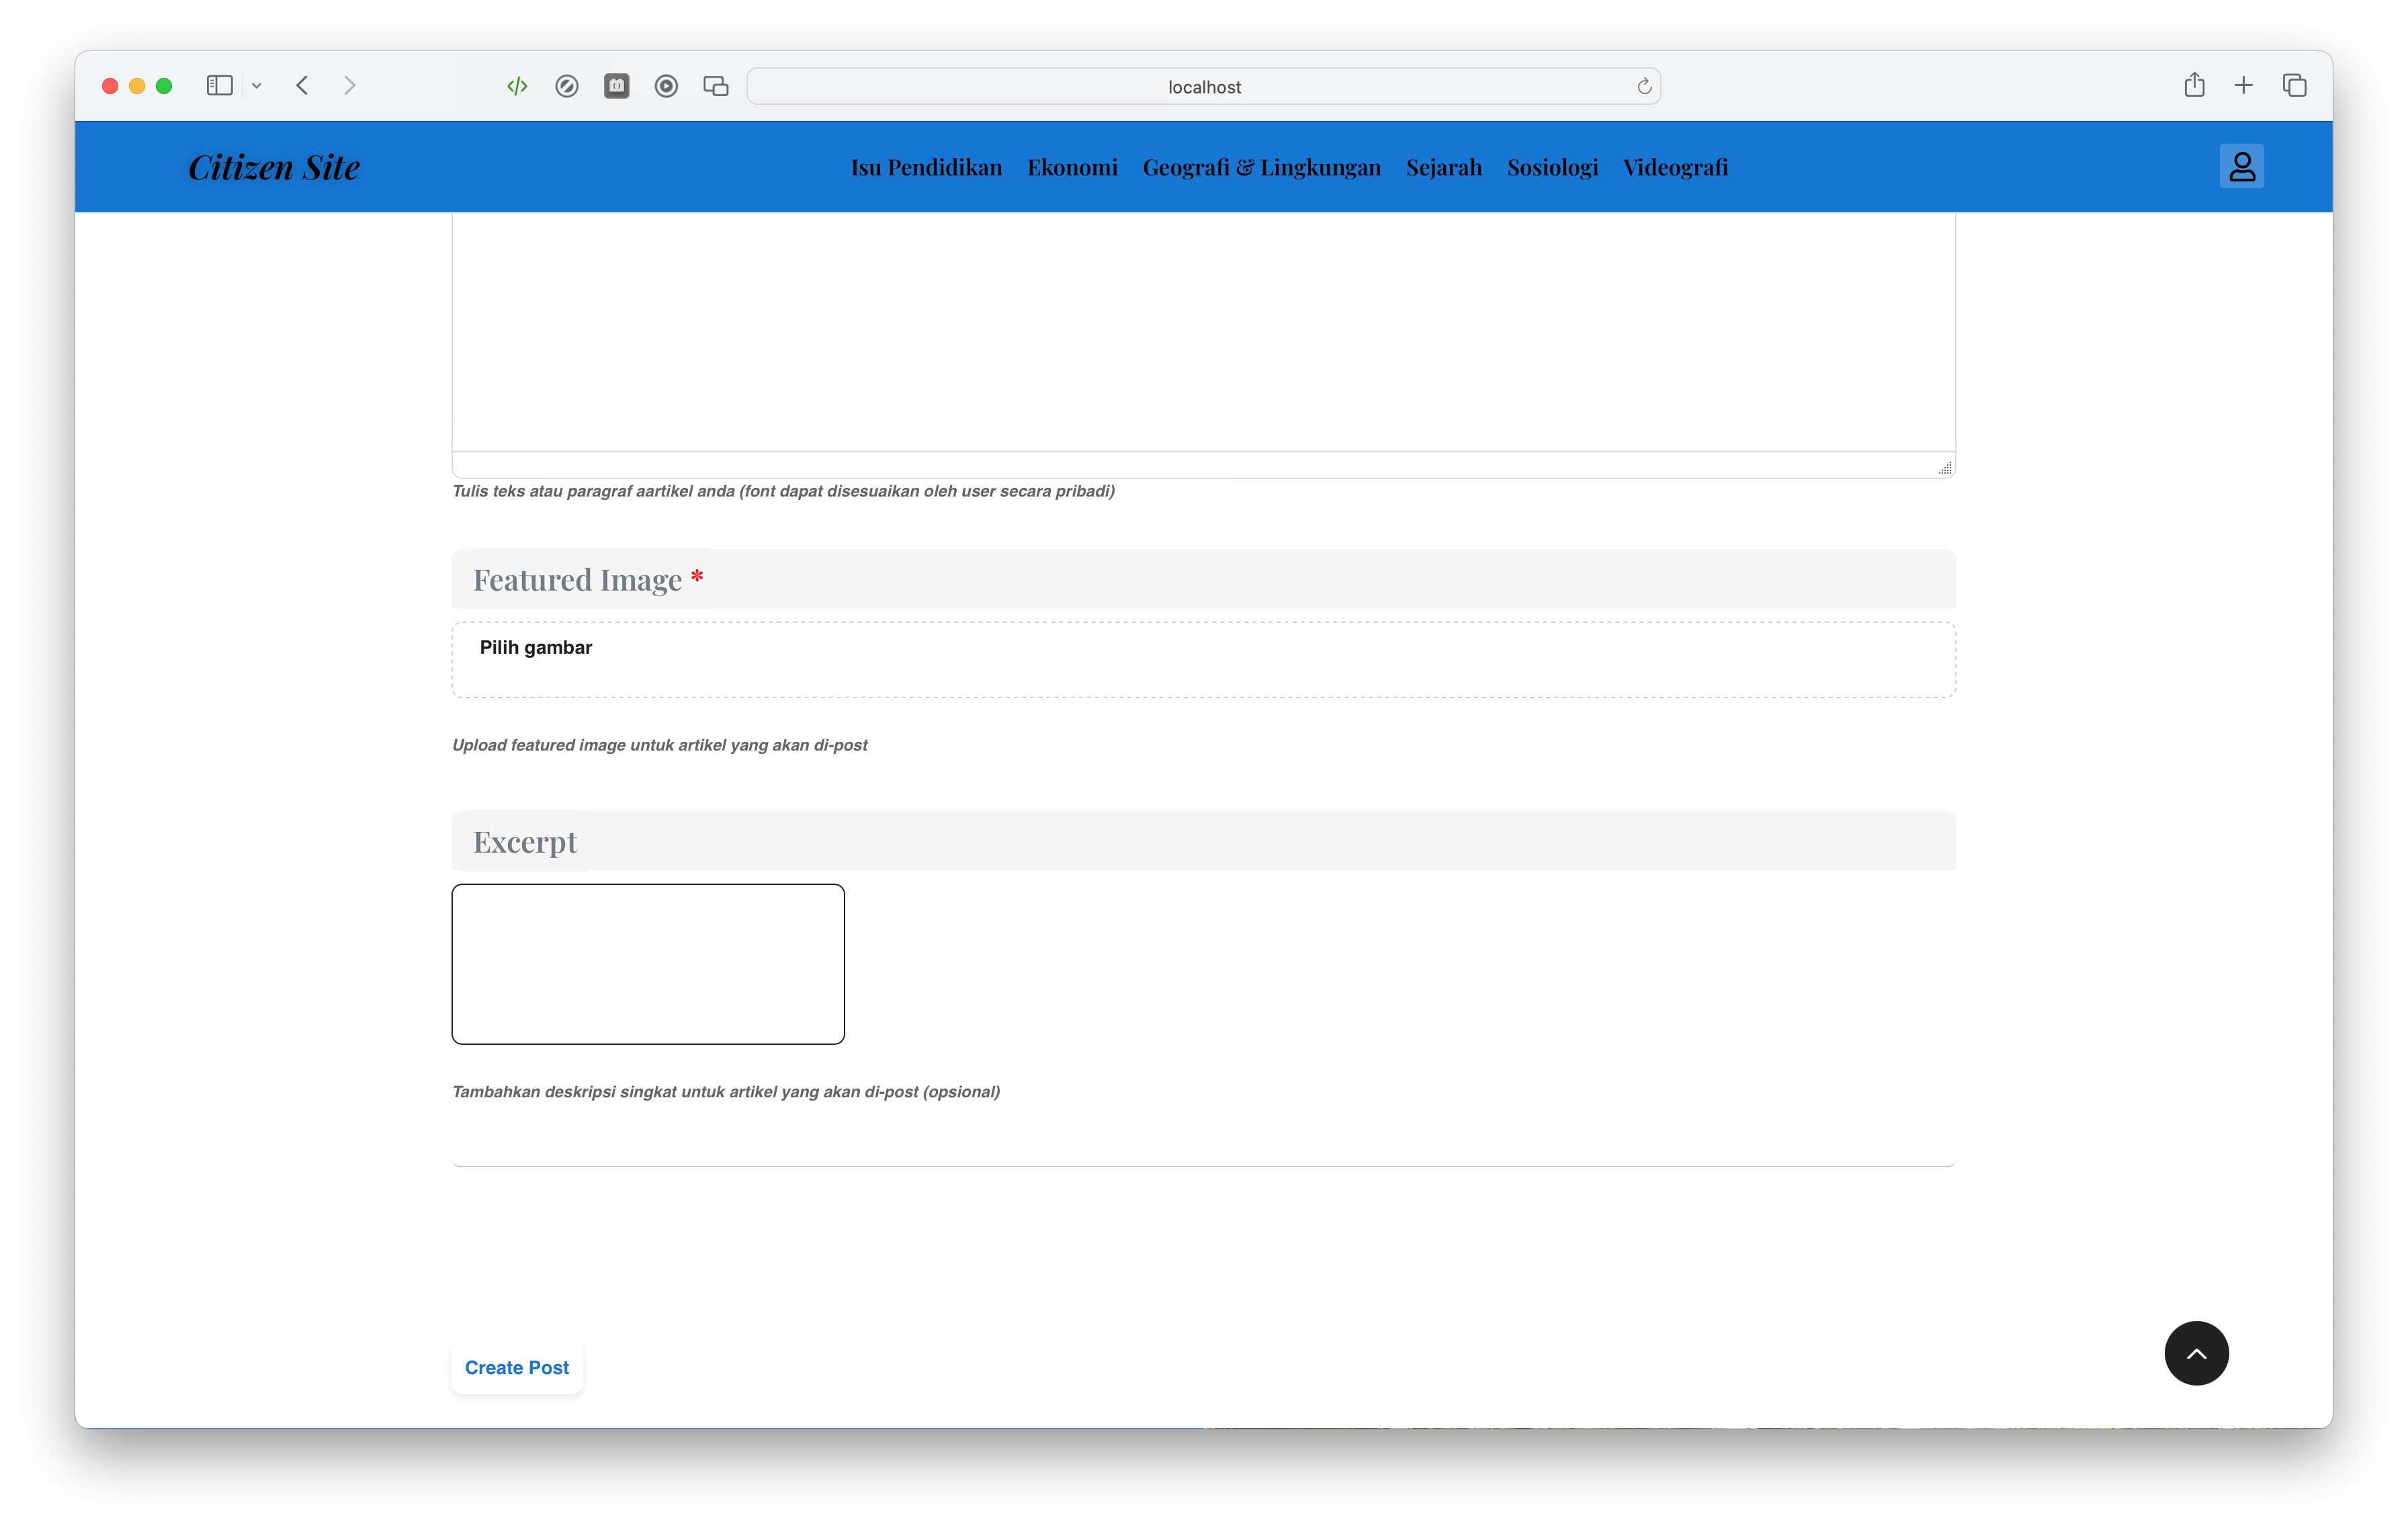 localhost
Citizen Site
Isu Pendidikan Ekonomi Geografi & Lingkungan Sejarah Sosiologi Videografi
Tulis teks atau paragraf aartikel anda (font dapat disesuaikan oleh user secara pribadi)
Featured Image *
Pilih gambar
Upload featured image untuk artikel yang akan di-post
Excerpt
Tambahkan deskripsi singkat untuk artikel yang akan di-post (opsional)
Create Post